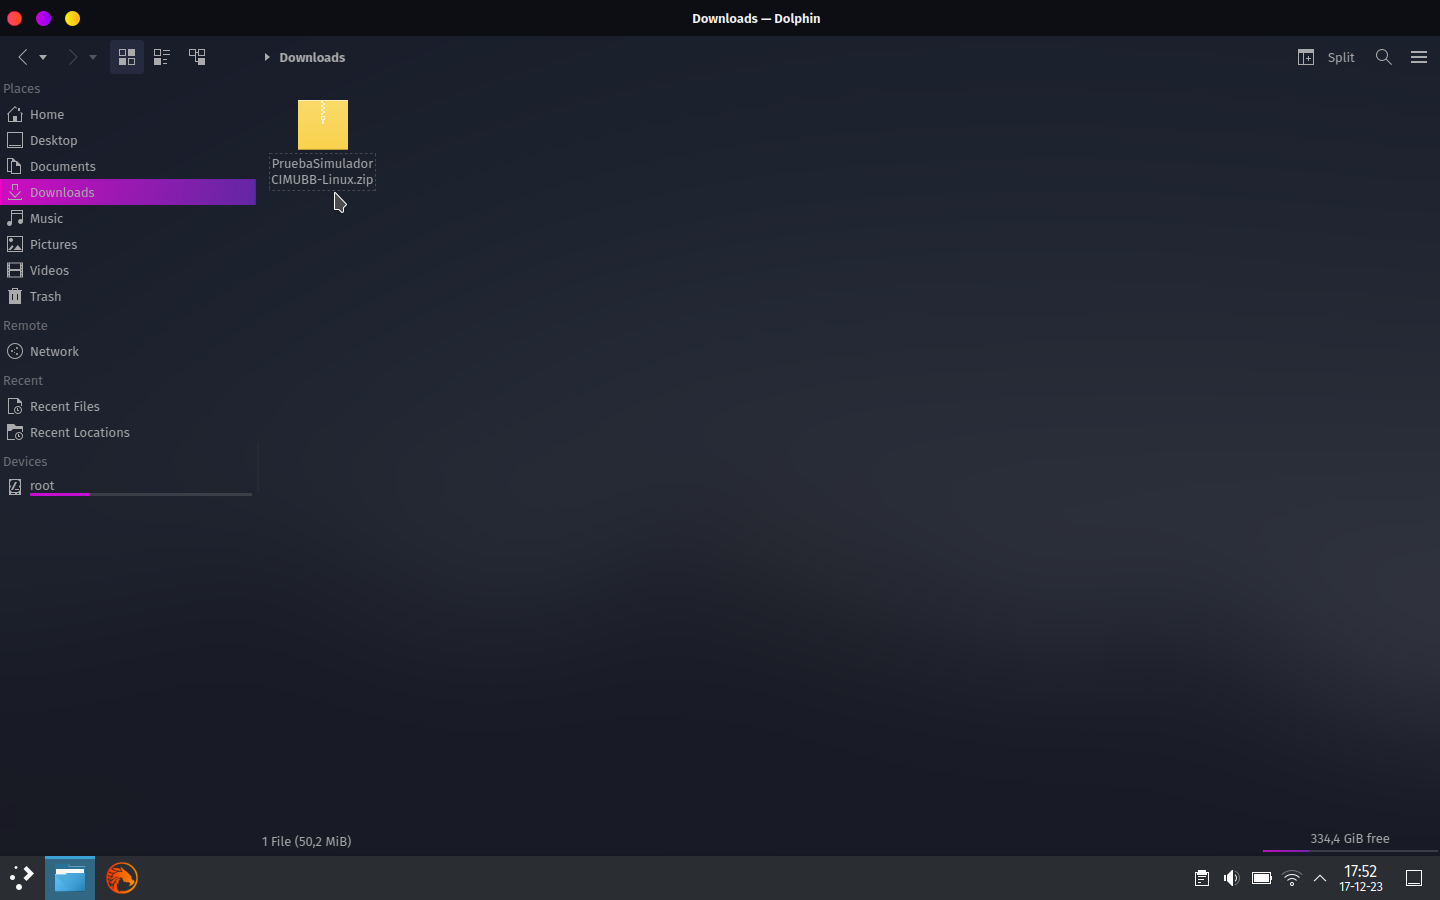 Downloads — Dolphin
Downloads
Split
Places
Home
Desktop
Documents
Downloads
Music
Pictures
Videos
Trash
Remote
Network
Recent
Recent Files
Recent Locations
Devices
root
PruebaSimulador
CIMUBB-Linux.zip
1 File (50,2 MiB)
334,4 GiB free
17:52
17-12-23